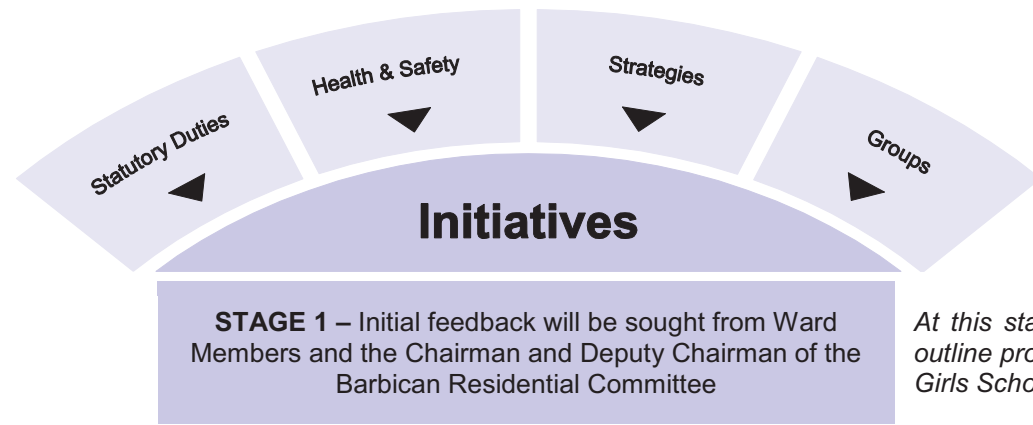 Statutory Duties
Health & Safety
Strategies
Groups
Initiatives
STAGE 1 – Initial feedback will be sought from Ward
Members and the Chairman and Deputy Chairman of the
Barbican Residential Committee
At this sta
outline pro
Girls Scho